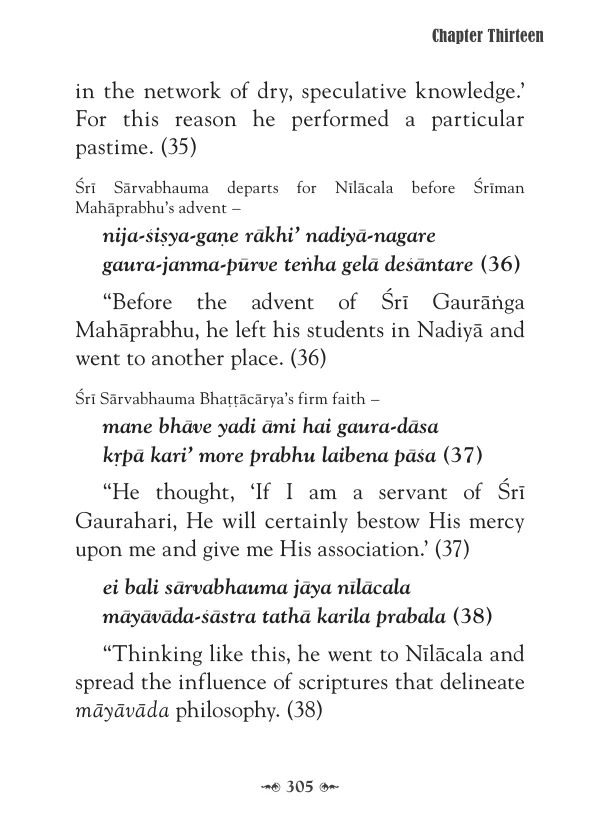 Chapter Thirteen
in the network of dry, speculative knowledge.’
For this reason he performed a particular
pastime. (35)
Śrī Sārvabhauma departs for Nīlācala before Śrīman
Mahāprabhu’s advent –
nija-śiṣya-gaṇe rākhi’ nadiyā-nagare
gaura-janma-pūrve teṅha gelā deśāntare (36)
“Before the advent of Śrī Gaurāṅga
Mahāprabhu, he left his students in Nadiyā and
went to another place. (36)
Śrī Sārvabhauma Bhaṭṭācārya’s firm faith –
mane bhāve yadi āmi hai gaura-dāsa
kṛpā kari’ more prabhu laibena pāśa (37)
“He thought, ‘If I am a servant of Śrī
Gaurahari, He will certainly bestow His mercy
upon me and give me His association.’ (37)
ei bali sārvabhauma jāya nīlācala
māyāvāda-śāstra tathā karila prabala (38)
“Thinking like this, he went to Nīlācala and
spread the influence of scriptures that delineate
māyāvāda philosophy. (38)
305